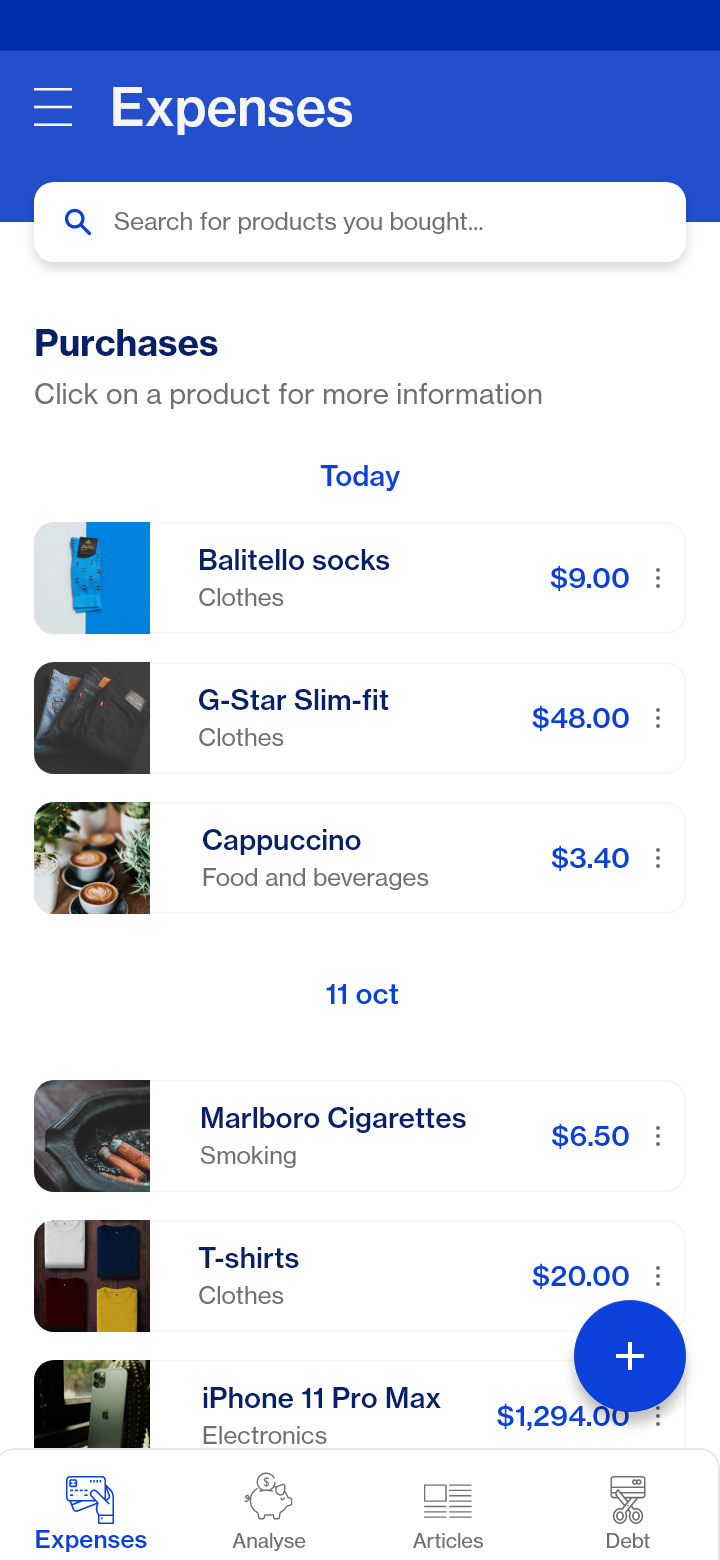 Expenses
Search for products you bought...
Purchases
Click on a product for more information
Today
Balitello socks
Clothes
$9.00
G-Star Slim-fit
Clothes
$48.00
Cappuccino
Food and beverages
$3.40
11 oct
Marlboro Cigarettes
Smoking
$6.50
T-shirts
Clothes
$20.00
iPhone 11 Pro Max
Electronics
$1,294.00
Expenses
Analyse
Articles
Debt